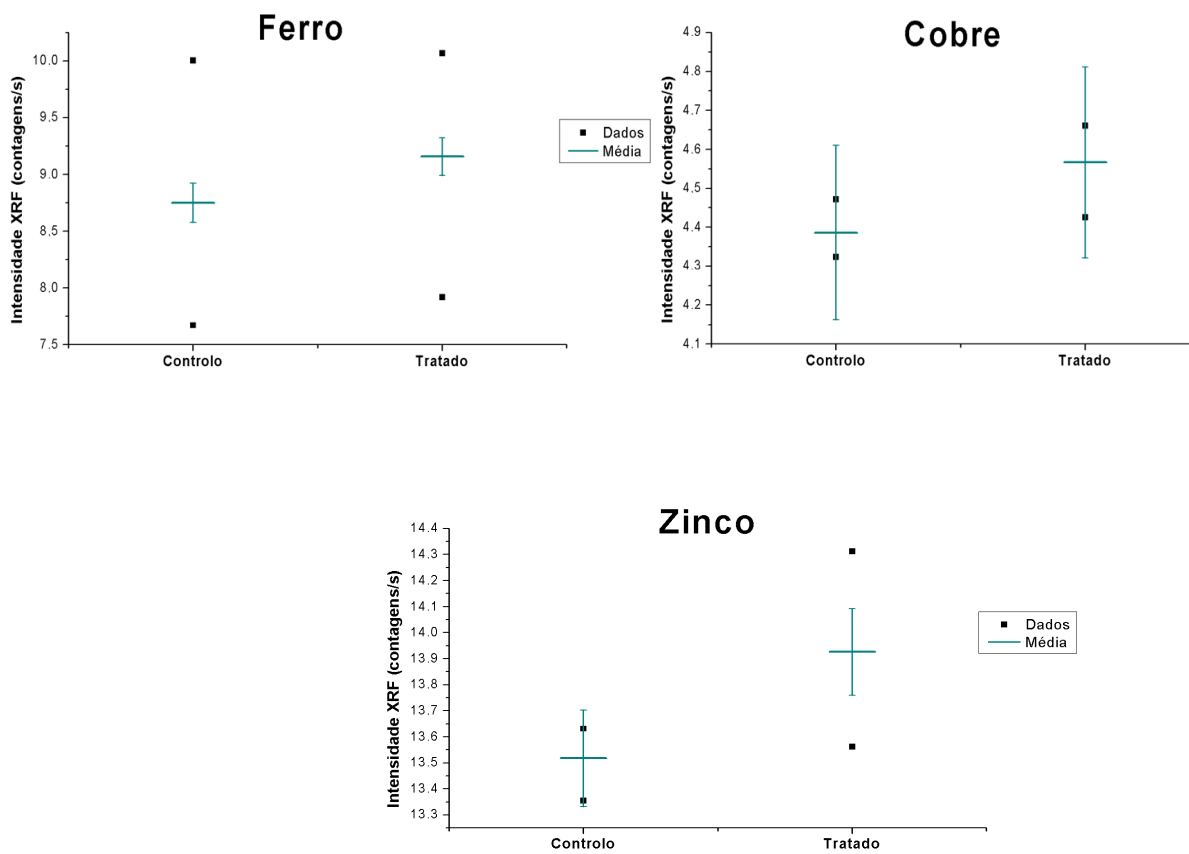 Ferro
Intensidade XRF (contagens/s)
10.0
9.5
9.0
8.5
8.0
7.5
Controlo
Tratado
Dados
Média
Cobre
Intensidade XRF (contagens/s)
4.9
4.8
4.7
4.6
4.5
4.4
4.3
4.2
4.1
Controlo
Tratado
Zinco
Intensidade XRF (contagens/s)
14.4
14.3
14.2
14.1
14.0
13.9
13.8
13.7
13.6
13.5
13.4
13.3
Controlo
Tratado
Dados
Média